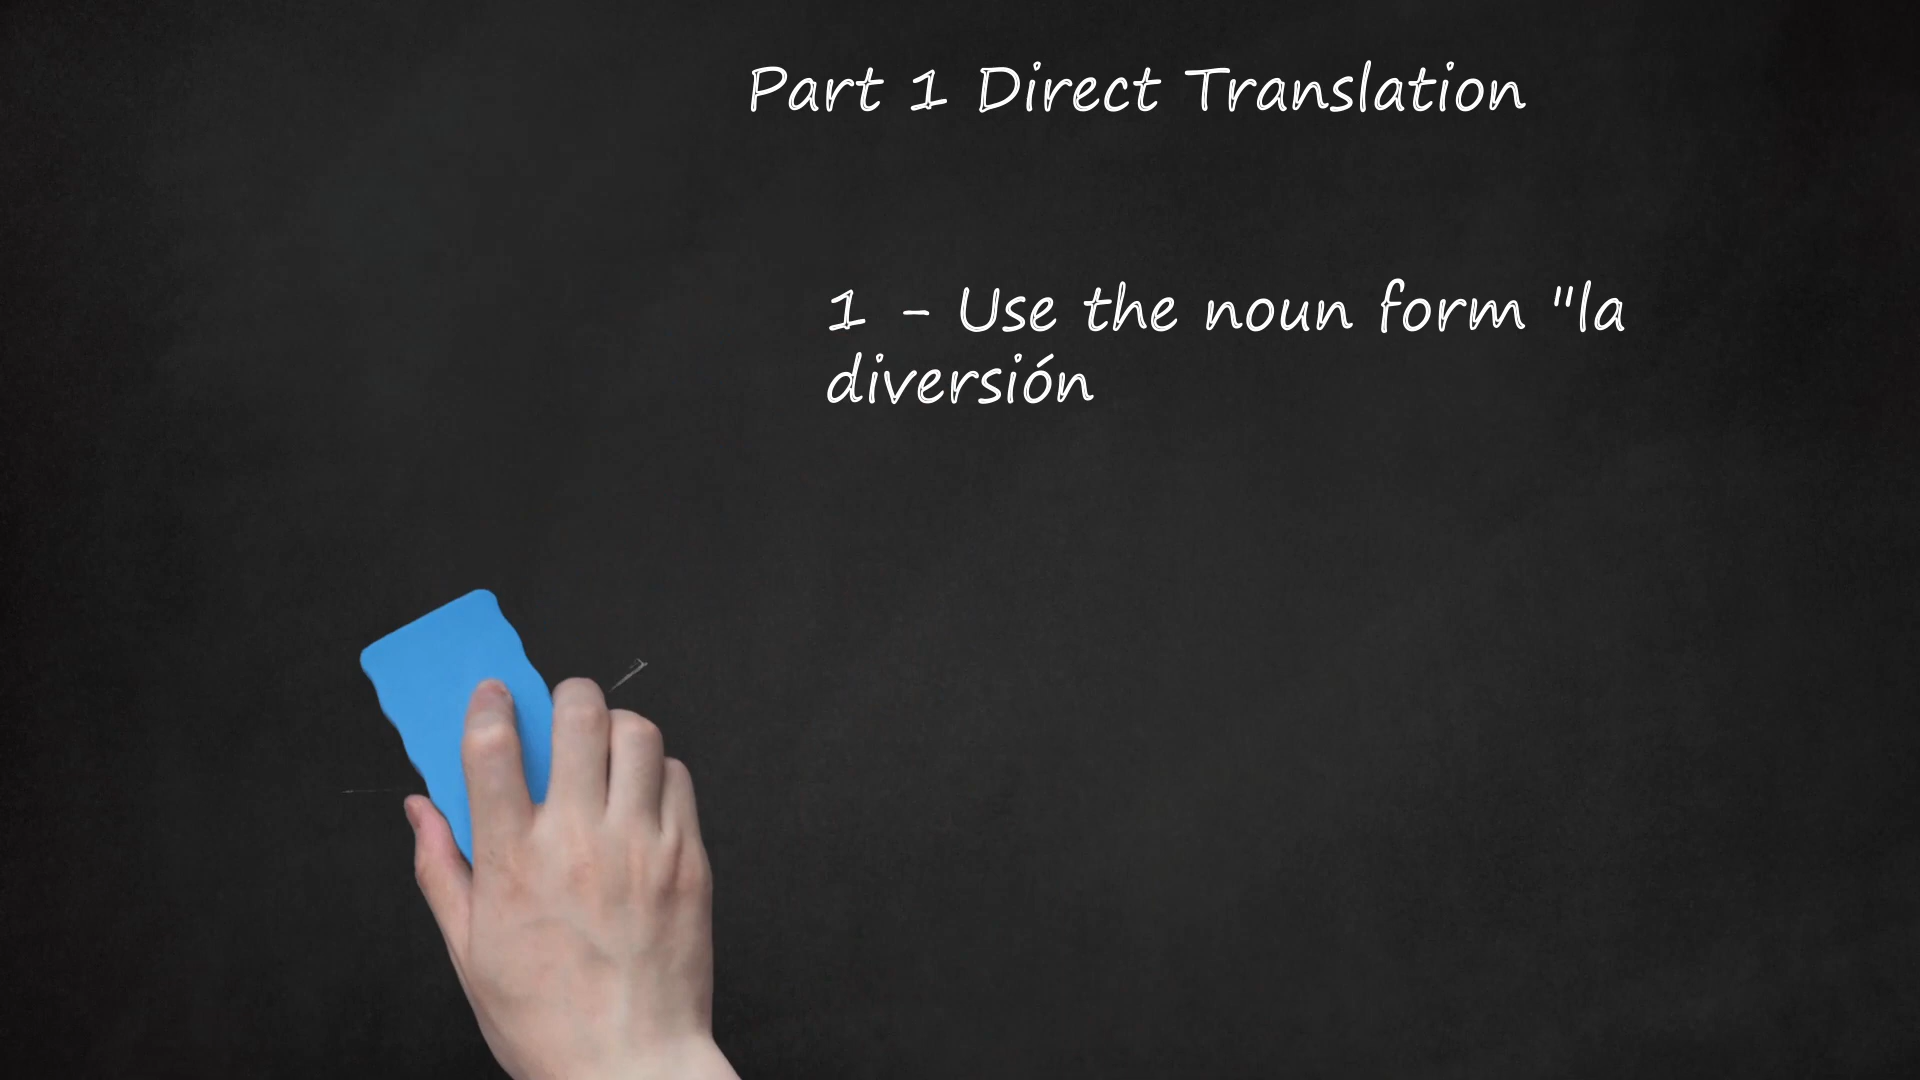 Part 1 Direct Translation
1 - Use the noun form "la
diversión